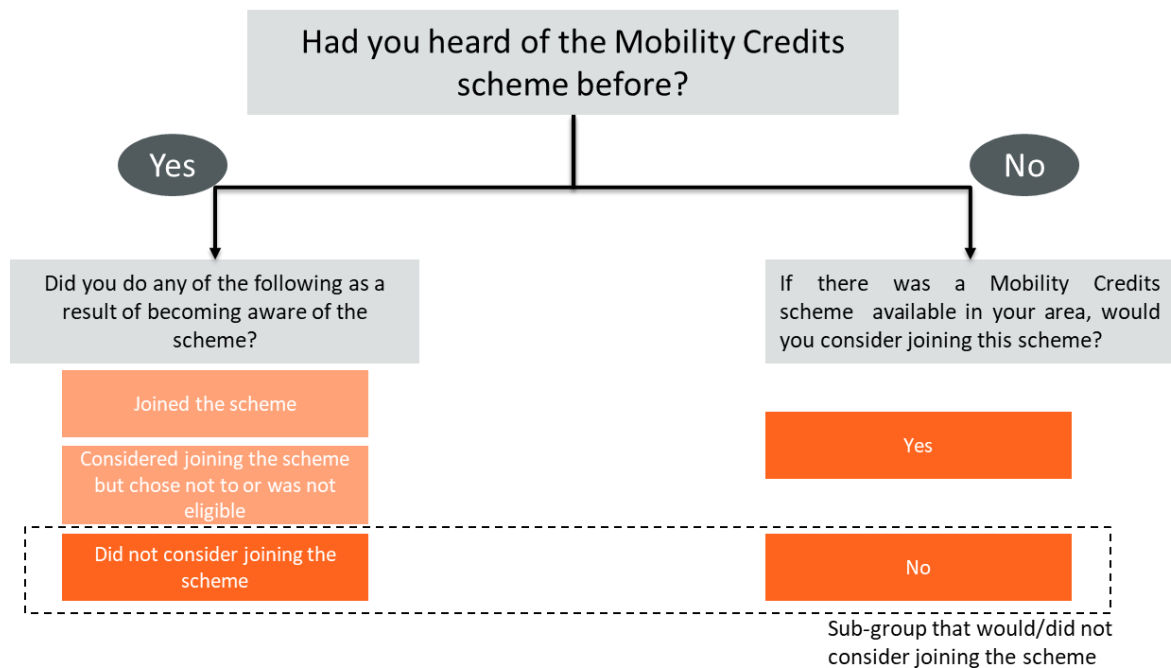 Had you heard of the Mobility Credits
scheme before?
Yes
No
Did you do any of the following as a
result of becoming aware of the
scheme?
If there was a Mobility Credits
scheme available in your area, would
you consider joining this scheme?
Joined the scheme
Considered joining the scheme
but chose not to or was not
eligible
Did not consider joining the
scheme
Yes
No
Sub-group that would/did not
consider joining the scheme